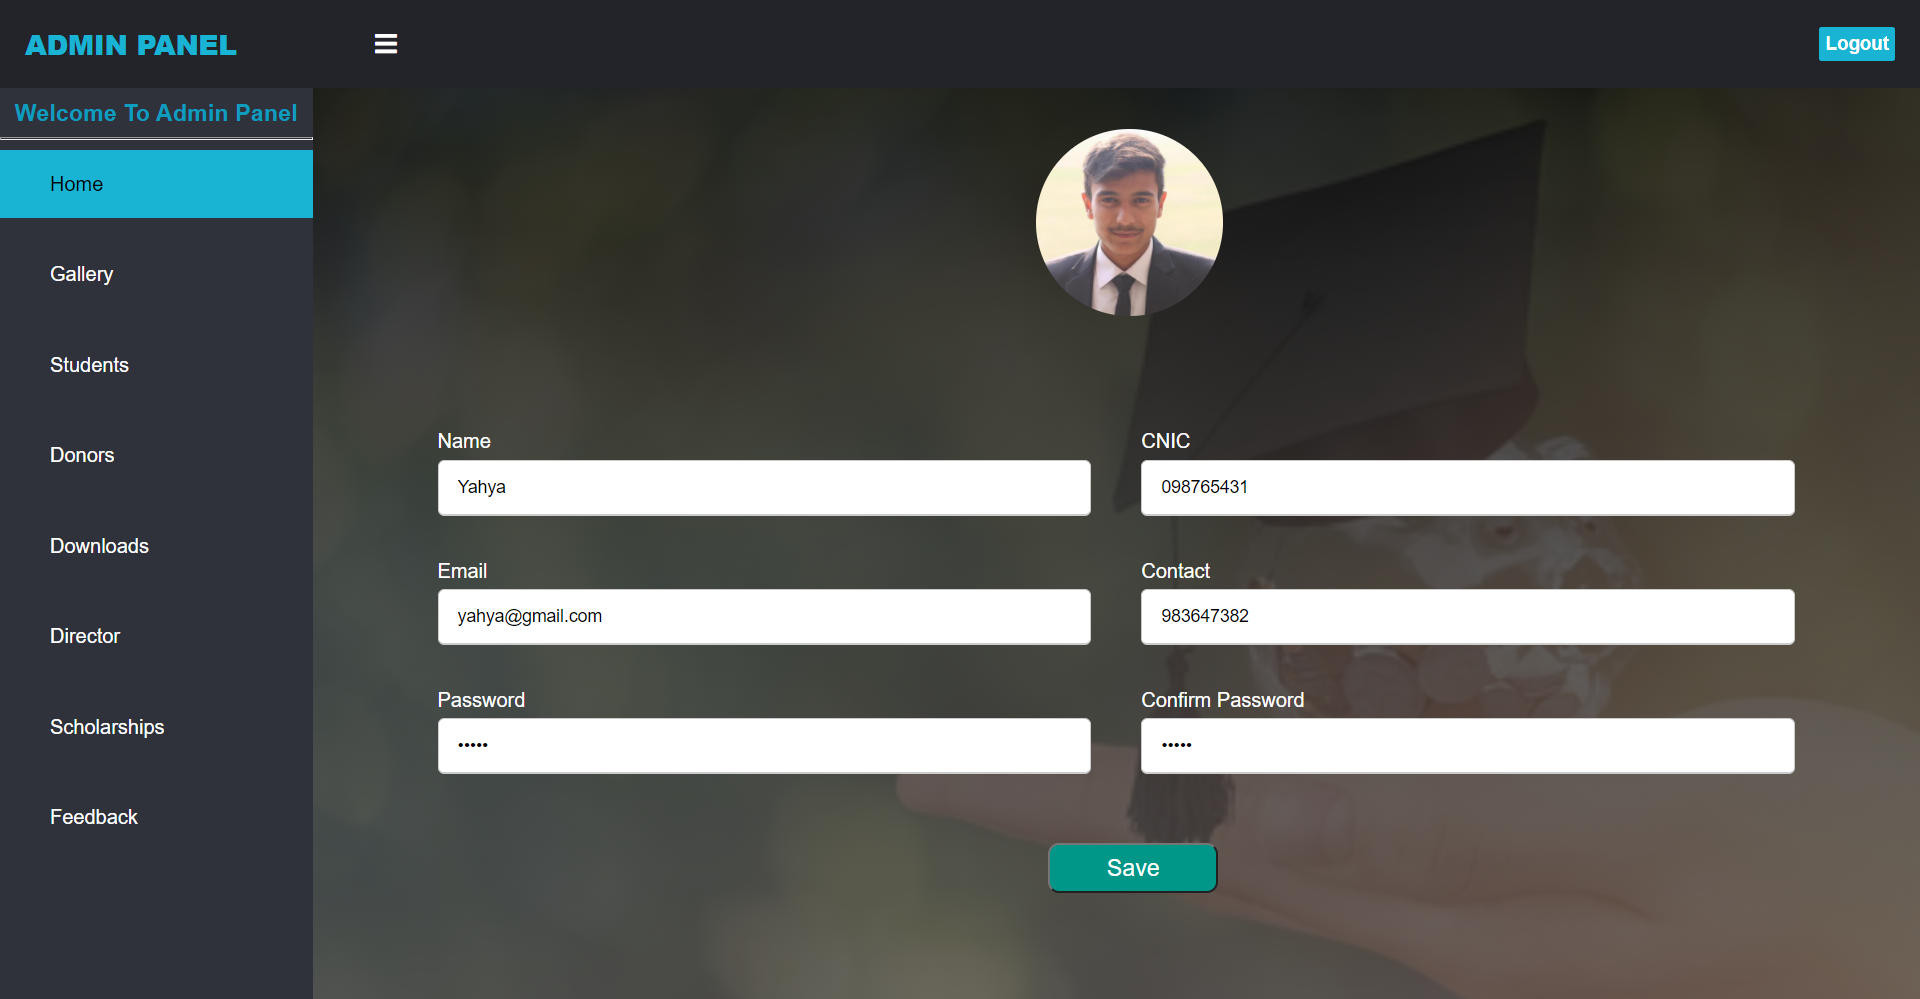 ADMIN PANEL
Logout
Welcome To Admin Panel
Home
Gallery
Students
Donors
Downloads
Director
Scholarships
Feedback
Name
Yahya
CNIC
098765431
Email
yahya@gmail.com
Contact
983647382
Password
•••••
Confirm Password
•••••
Save